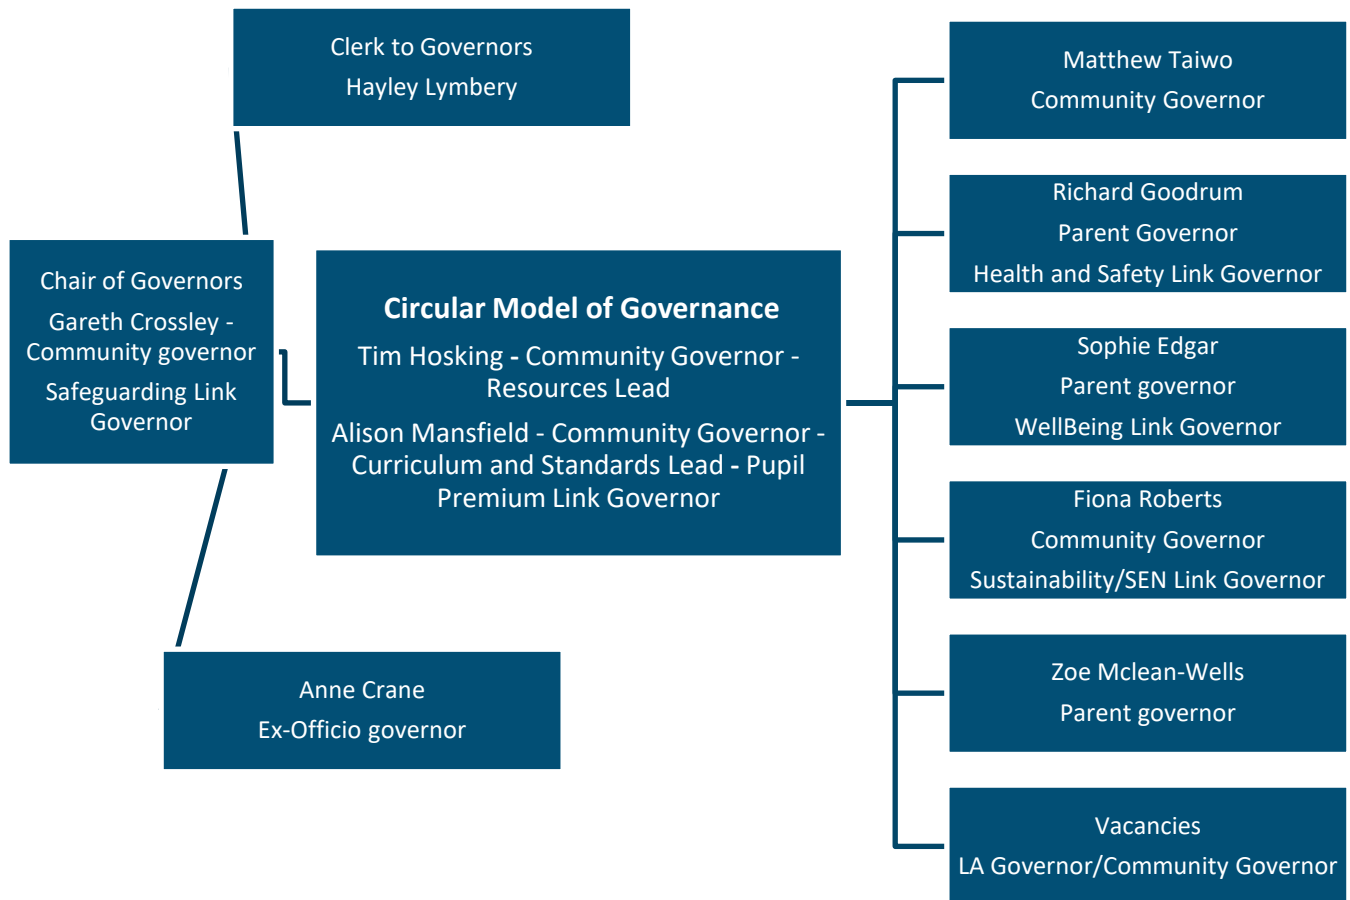 Clerk to Governors
Hayley Lymbery
Chair of Governors
Gareth Crossley -
Community governor
Safeguarding Link
Governor
Circular Model of Governance
Tim Hosking - Community Governor -
Resources Lead
Alison Mansfield - Community Governor -
Curriculum and Standards Lead - Pupil
Premium Link Governor
Anne Crane
Ex-Officio governor
Matthew Taiwo
Community Governor
Richard Goodrum
Parent Governor
Health and Safety Link Governor
Sophie Edgar
Parent governor
WellBeing Link Governor
Fiona Roberts
Community Governor
Sustainability/SEN Link Governor
Zoe Mclean-Wells
Parent governor
Vacancies
LA Governor/Community Governor